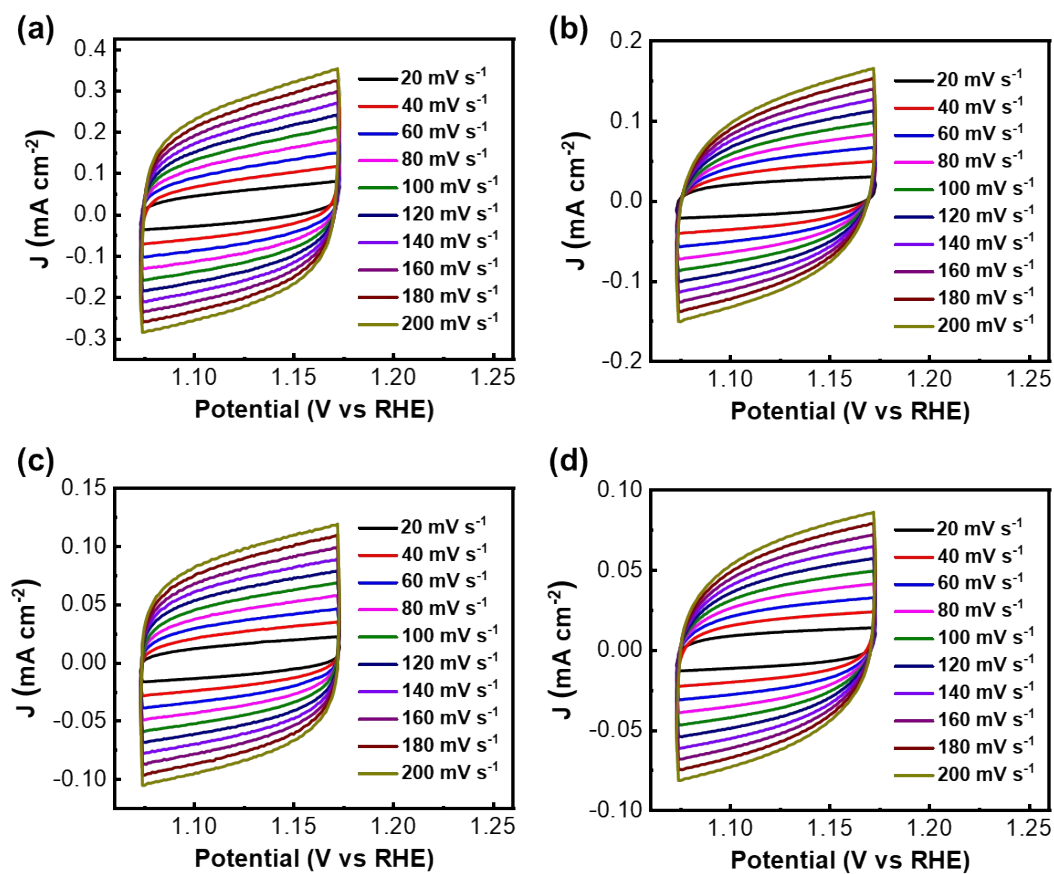 (a)
0.4
0.3
0.2
0.1
0.0
-0.1
-0.2
-0.3
J (mA cm⁻²)
20 mV s⁻¹
40 mV s⁻¹
60 mV s⁻¹
80 mV s⁻¹
100 mV s⁻¹
120 mV s⁻¹
140 mV s⁻¹
160 mV s⁻¹
180 mV s⁻¹
200 mV s⁻¹
1.10 1.15 1.20 1.25
Potential (V vs RHE)
(b)
0.2
0.1
0.0
-0.1
-0.2
J (mA cm⁻²)
20 mV s⁻¹
40 mV s⁻¹
60 mV s⁻¹
80 mV s⁻¹
100 mV s⁻¹
120 mV s⁻¹
140 mV s⁻¹
160 mV s⁻¹
180 mV s⁻¹
200 mV s⁻¹
1.10 1.15 1.20 1.25
Potential (V vs RHE)
(c)
0.15
0.10
0.05
0.00
-0.05
-0.10
J (mA cm⁻²)
20 mV s⁻¹
40 mV s⁻¹
60 mV s⁻¹
80 mV s⁻¹
100 mV s⁻¹
120 mV s⁻¹
140 mV s⁻¹
160 mV s⁻¹
180 mV s⁻¹
200 mV s⁻¹
1.10 1.15 1.20 1.25
Potential (V vs RHE)
(d)
0.10
0.05
0.00
-0.05
-0.10
J (mA cm⁻²)
20 mV s⁻¹
40 mV s⁻¹
60 mV s⁻¹
80 mV s⁻¹
100 mV s⁻¹
120 mV s⁻¹
140 mV s⁻¹
160 mV s⁻¹
180 mV s⁻¹
200 mV s⁻¹
1.10 1.15 1.20 1.25
Potential (V vs RHE)